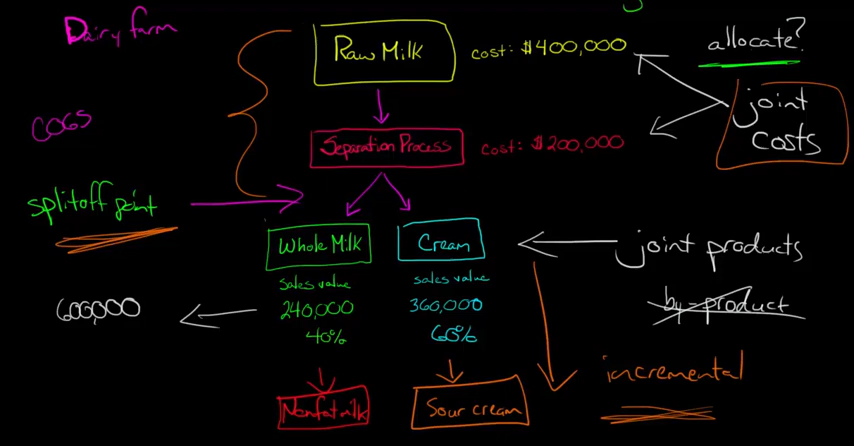 Dairy farm
Raw Milk
cost: $400,000
allocate?
joint
costs
COGS
Separation Process
cost: $200,000
splitoff point
Whole Milk
Cream
joint products
sales value
sales value
600,000
240,000
360,000
by-product
40%
60%
incremental
Nonfat milk
Sour cream